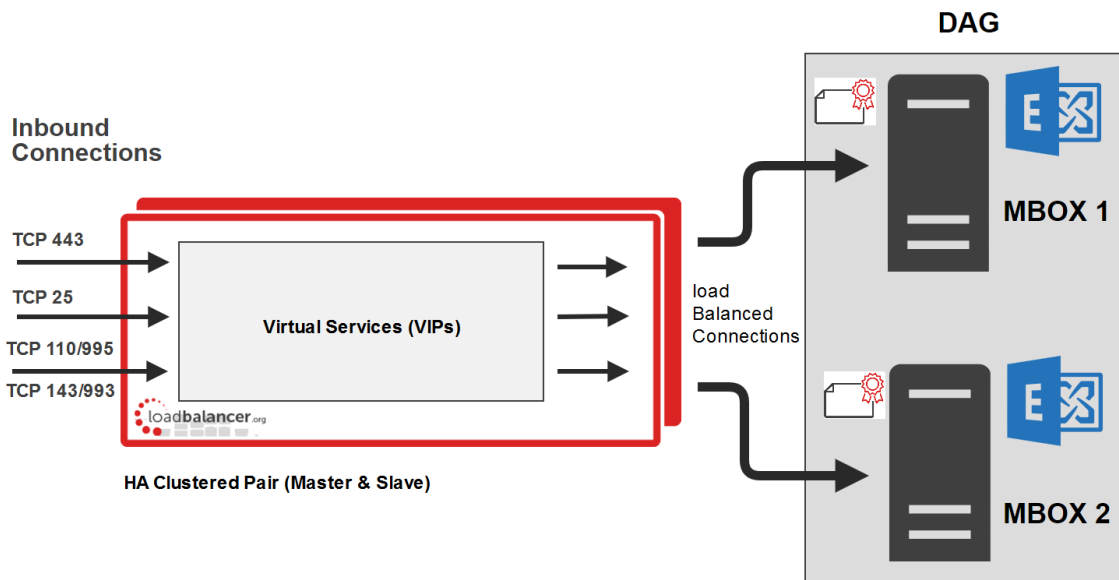 DAG
Inbound
Connections
TCP 443
TCP 25
TCP 110/995
TCP 143/993
Virtual Services (VIPs)
loadbalancer.org
HA Clustered Pair (Master & Slave)
load
Balanced
Connections
E
MBOX 1
E
MBOX 2